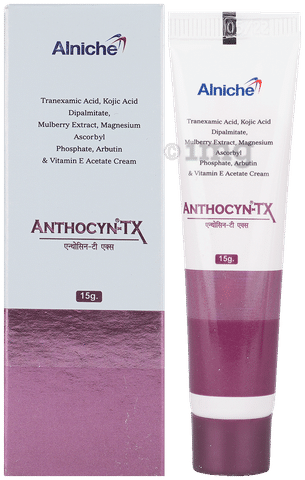 Alniche
Tranexamic Acid, Kojic Acid
Dipalmitate,
Mulberry Extract, Magnesium
Ascorbyl
Phosphate, Arbutin
& Vitamin E Acetate Cream
ANTHOCYN®-TX
एन्थोसिन-टी एक्स
15g.
Alniche
Tranexamic Acid, Kojic Acid
Dipalmitate,
Mulberry Extract, Magnesium
Ascorbyl
Phosphate, Arbutin
& Vitamin E Acetate Cream
ANTHOCYN®-TX
एन्थोसिन-टी एक्स
15g.